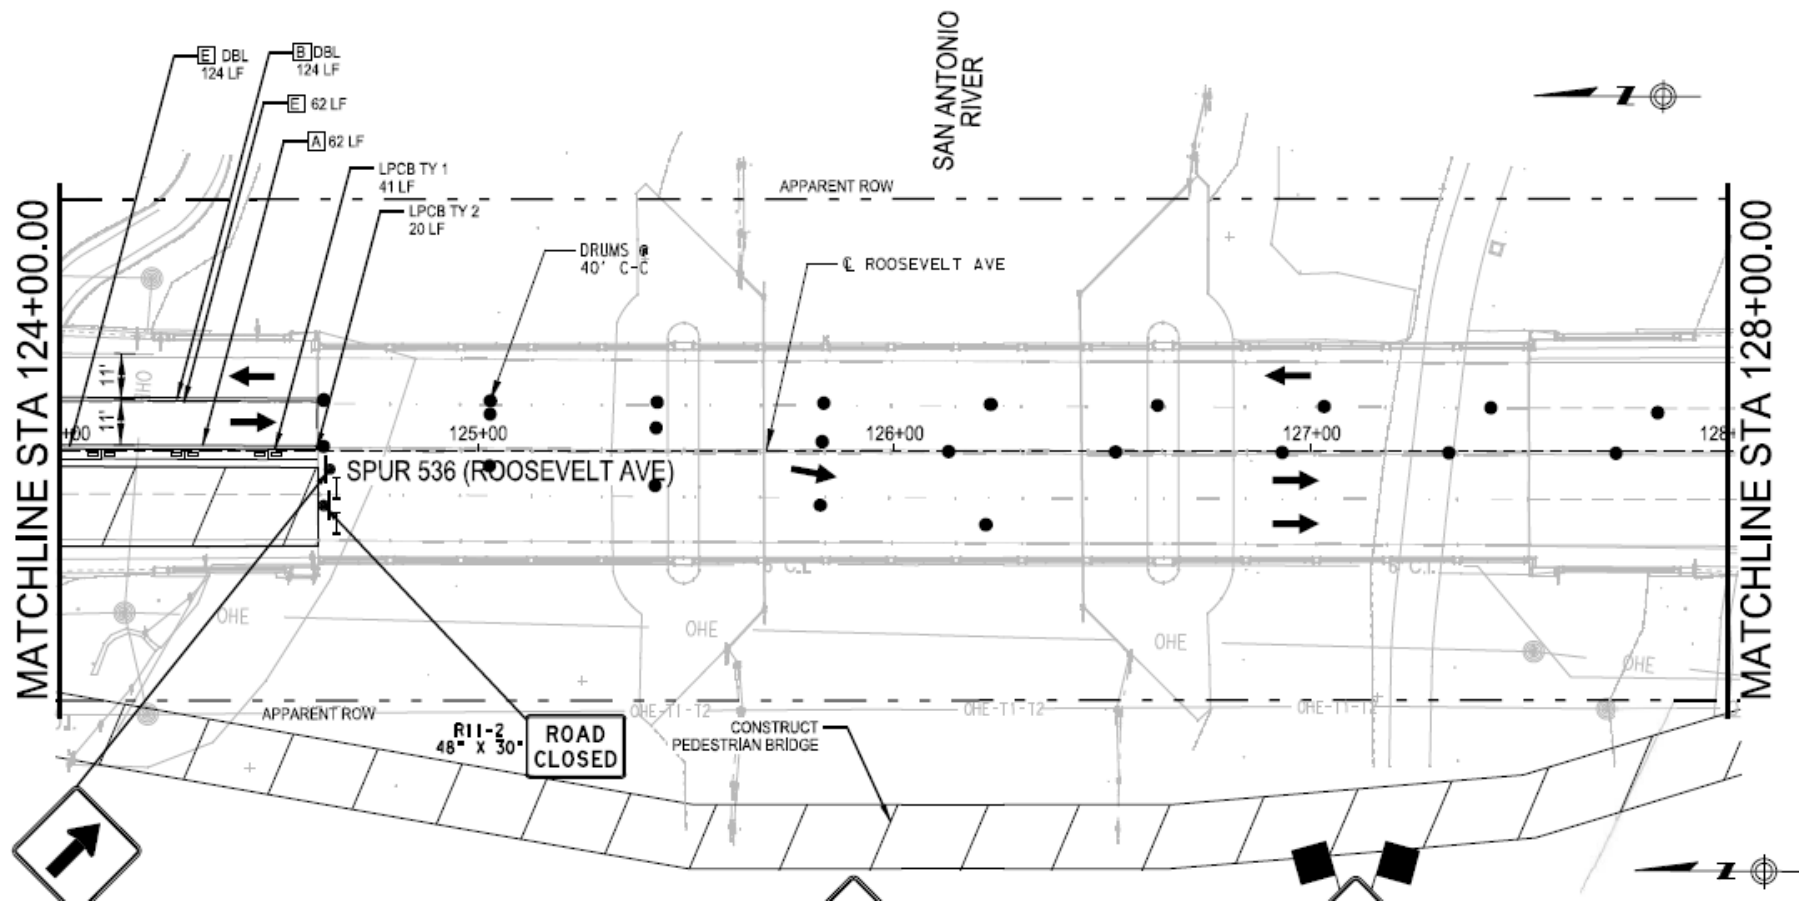 SAN ANTONIO
RIVER
E DBL
124 LF
B DBL
124 LF
E 62 LF
A 62 LF
LPCB TY 1
41 LF
LPCB TY 2
20 LF
Z
APPARENT ROW
DRUMS @
40' C-C
℄ ROOSEVELT AVE
MATCHLINE STA 124+00.00
MATCHLINE STA 128+00.00
11'
11'
OHE
+00
125+00
126+00
127+00
128+
SPUR 536 (ROOSEVELT AVE)
OHE
OHE
OHE
OHE
APPARENT ROW
OHE-T1-T2
OHE-T1-T2
OHE-T1-T2
R11-2
48" X 30"
ROAD
CLOSED
CONSTRUCT
PEDESTRIAN BRIDGE
Z